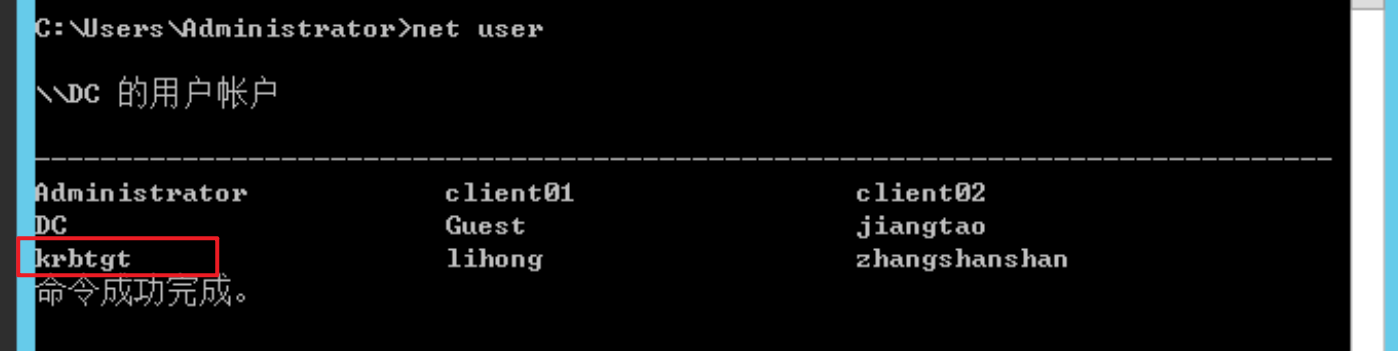 C:\Users\Administrator>net user
\\DC 的用户帐户
-------------------------------------------------------------------------------
Administrator            client01                 client02
DC                       Guest                    jiangtao
krbtgt                   lihong                   zhangshanshan
命令成功完成。